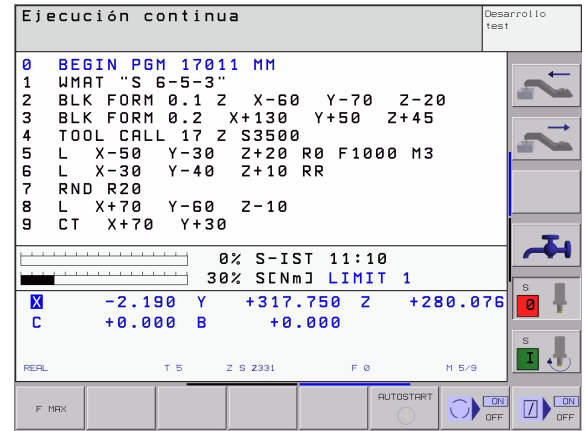 Ejecución continua
Desarrollo
test
0 BEGIN PGM 17011 MM
1 WMAT "S 6-5-3"
2 BLK FORM 0.1 Z X-60 Y-70 Z-20
3 BLK FORM 0.2 X+130 Y+50 Z+45
4 TOOL CALL 17 Z S3500
5 L X-50 Y-30 Z+20 R0 F1000 M3
6 L X-30 Y-40 Z+10 RR
7 RND R20
8 L X+70 Y-60 Z-10
9 CT X+70 Y+30
0% S-IST 11:10
30% S[Nm] LIMIT 1
X -2.190 Y +317.750 Z +280.076
C +0.000 B +0.000
REAL T 5 Z S 2331 F 0 M 5/9
S
0
S
I
F MAX
AUTOSTART
ON
OFF
ON
OFF